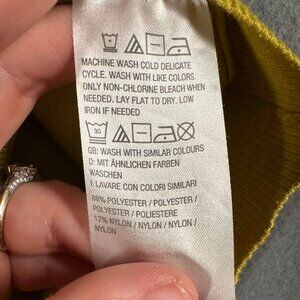 MACHINE WASH COLD DELICATE
CYCLE. WASH WITH LIKE COLORS.
ONLY NON-CHLORINE BLEACH WHEN
NEEDED. LAY FLAT TO DRY. LOW
IRON IF NEEDED
30
GB: WASH WITH SIMILAR COLOURS
D: MIT ÄHNLICHEN FARBEN
WASCHEN
I: LAVARE CON COLORI SIMILARI
88% POLYESTER / POLYESTER /
POLYESTER / POLIESTERE
12% NYLON / NYLON / NYLON /
NYLON